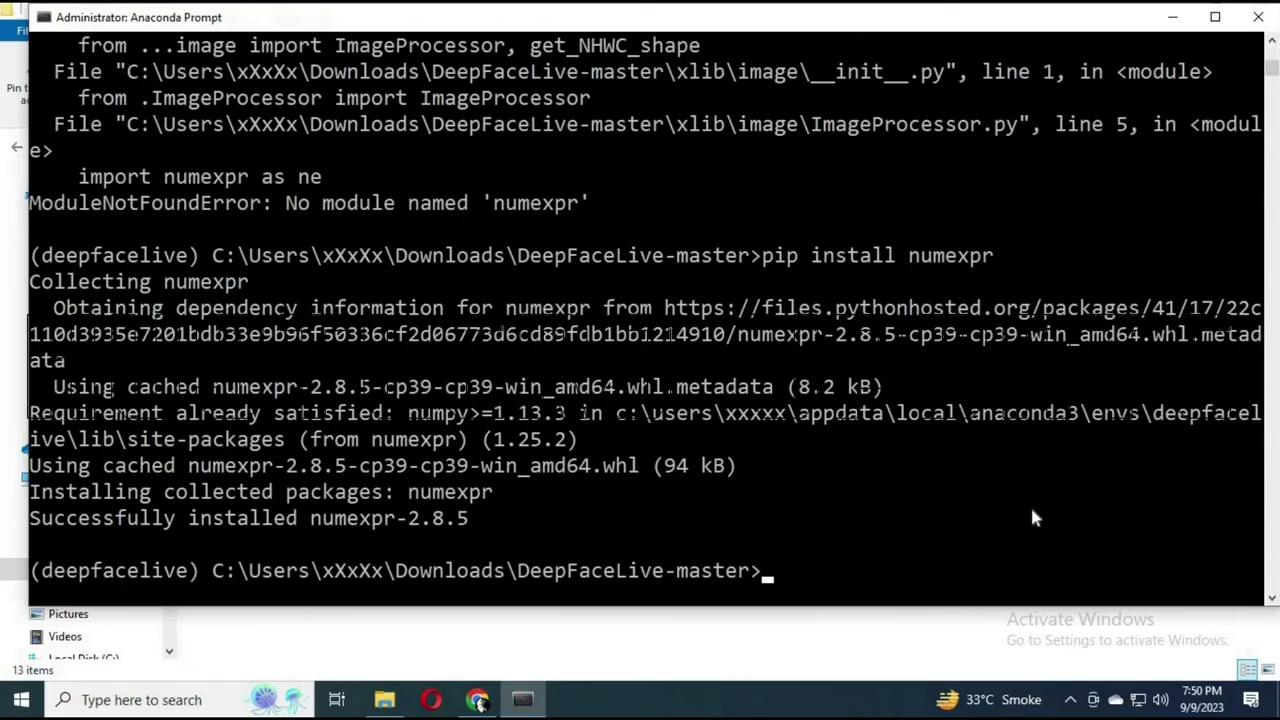 Administrator: Anaconda Prompt
from ...image import ImageProcessor, get_NHWC_shape
File "C:\Users\xXxXx\Downloads\DeepFaceLive-master\xlib\image\__init__.py", line 1, in <module>
from .ImageProcessor import ImageProcessor
File "C:\Users\xXxXx\Downloads\DeepFaceLive-master\xlib\image\ImageProcessor.py", line 5, in <modul
e>
import numexpr as ne
ModuleNotFoundError: No module named 'numexpr'
(deepfacelive) C:\Users\xXxXx\Downloads\DeepFaceLive-master>pip install numexpr
Collecting numexpr
Obtaining dependency information for numexpr from https://files.pythonhosted.org/packages/41/17/22c
/numexpr-2.8.5-cp39-cp39-win_amd64.whl.metad
ata
Using cached numexpr-2.8.5-cp39-cp39-win_amd64.whl.metadata (8.2 kB)
Requirement already satisfied: numpy>=1.13.3 in c:\users\xxxxx\appdata\local\anaconda3\envs\deepfacel
ive\lib\site-packages (from numexpr) (1.25.2)
Using cached numexpr-2.8.5-cp39-cp39-win_amd64.whl (94 kB)
Installing collected packages: numexpr
Successfully installed numexpr-2.8.5
(deepfacelive) C:\Users\xXxXx\Downloads\DeepFaceLive-master>
Pictures
Videos
Activate Windows
Go to Settings to activate Windows.
13 items
Type here to search
33°C Smoke
7:50 PM
9/9/2023